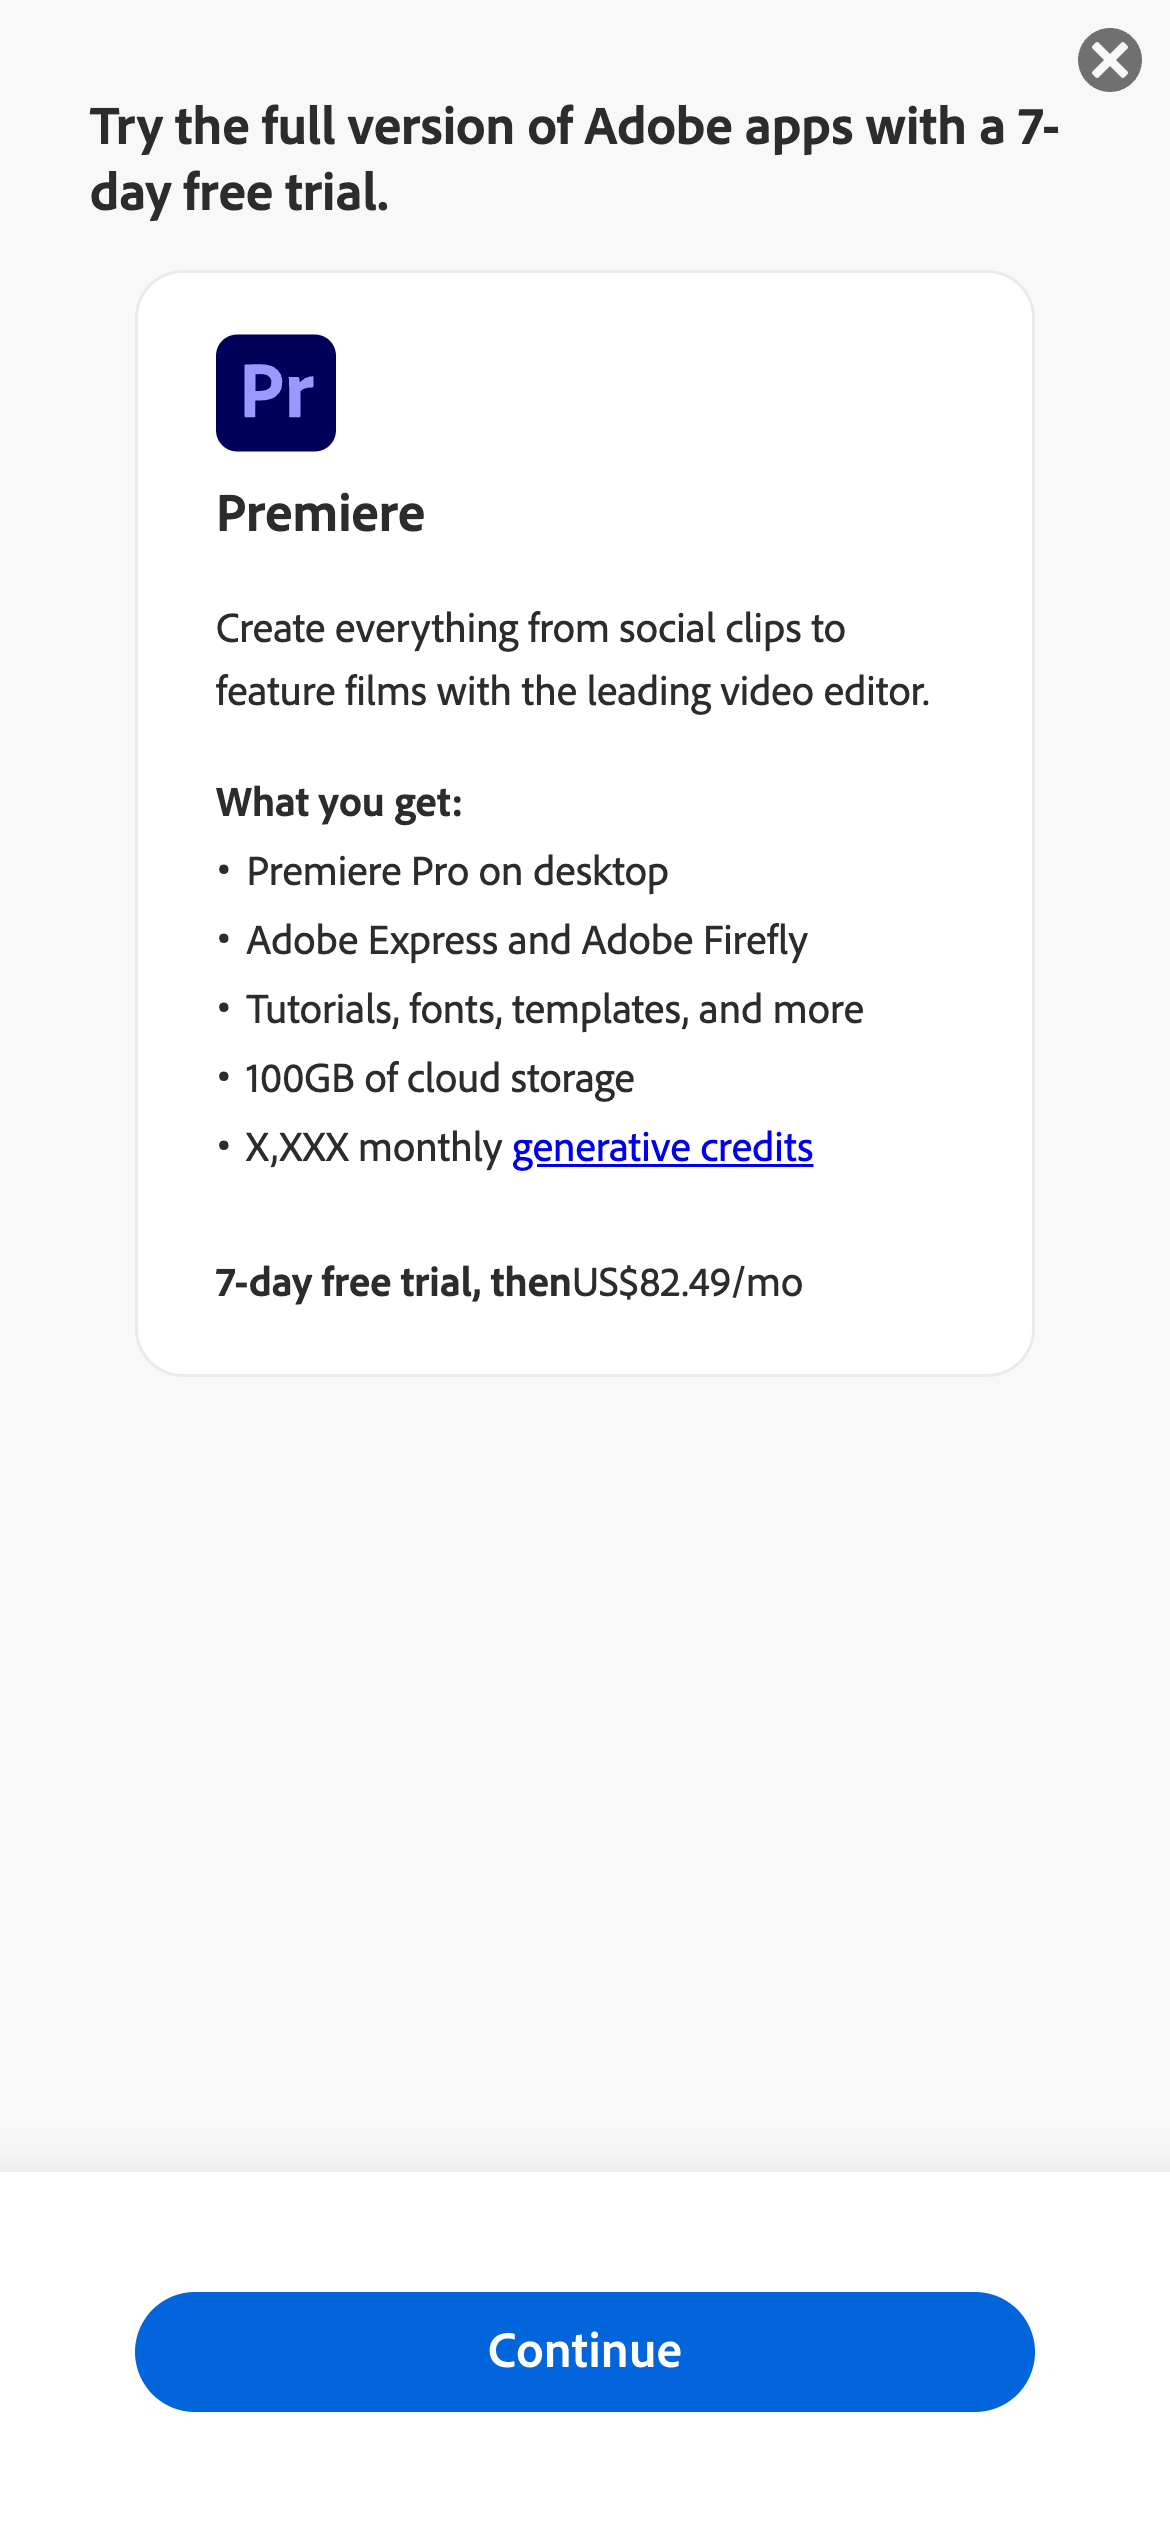 Try the full version of Adobe apps with a 7-
day free trial.
Pr
Premiere
Create everything from social clips to
feature films with the leading video editor.
What you get:
• Premiere Pro on desktop
• Adobe Express and Adobe Firefly
• Tutorials, fonts, templates, and more
• 100GB of cloud storage
• X,XXX monthly generative credits
7-day free trial, thenUS$82.49/mo
Continue